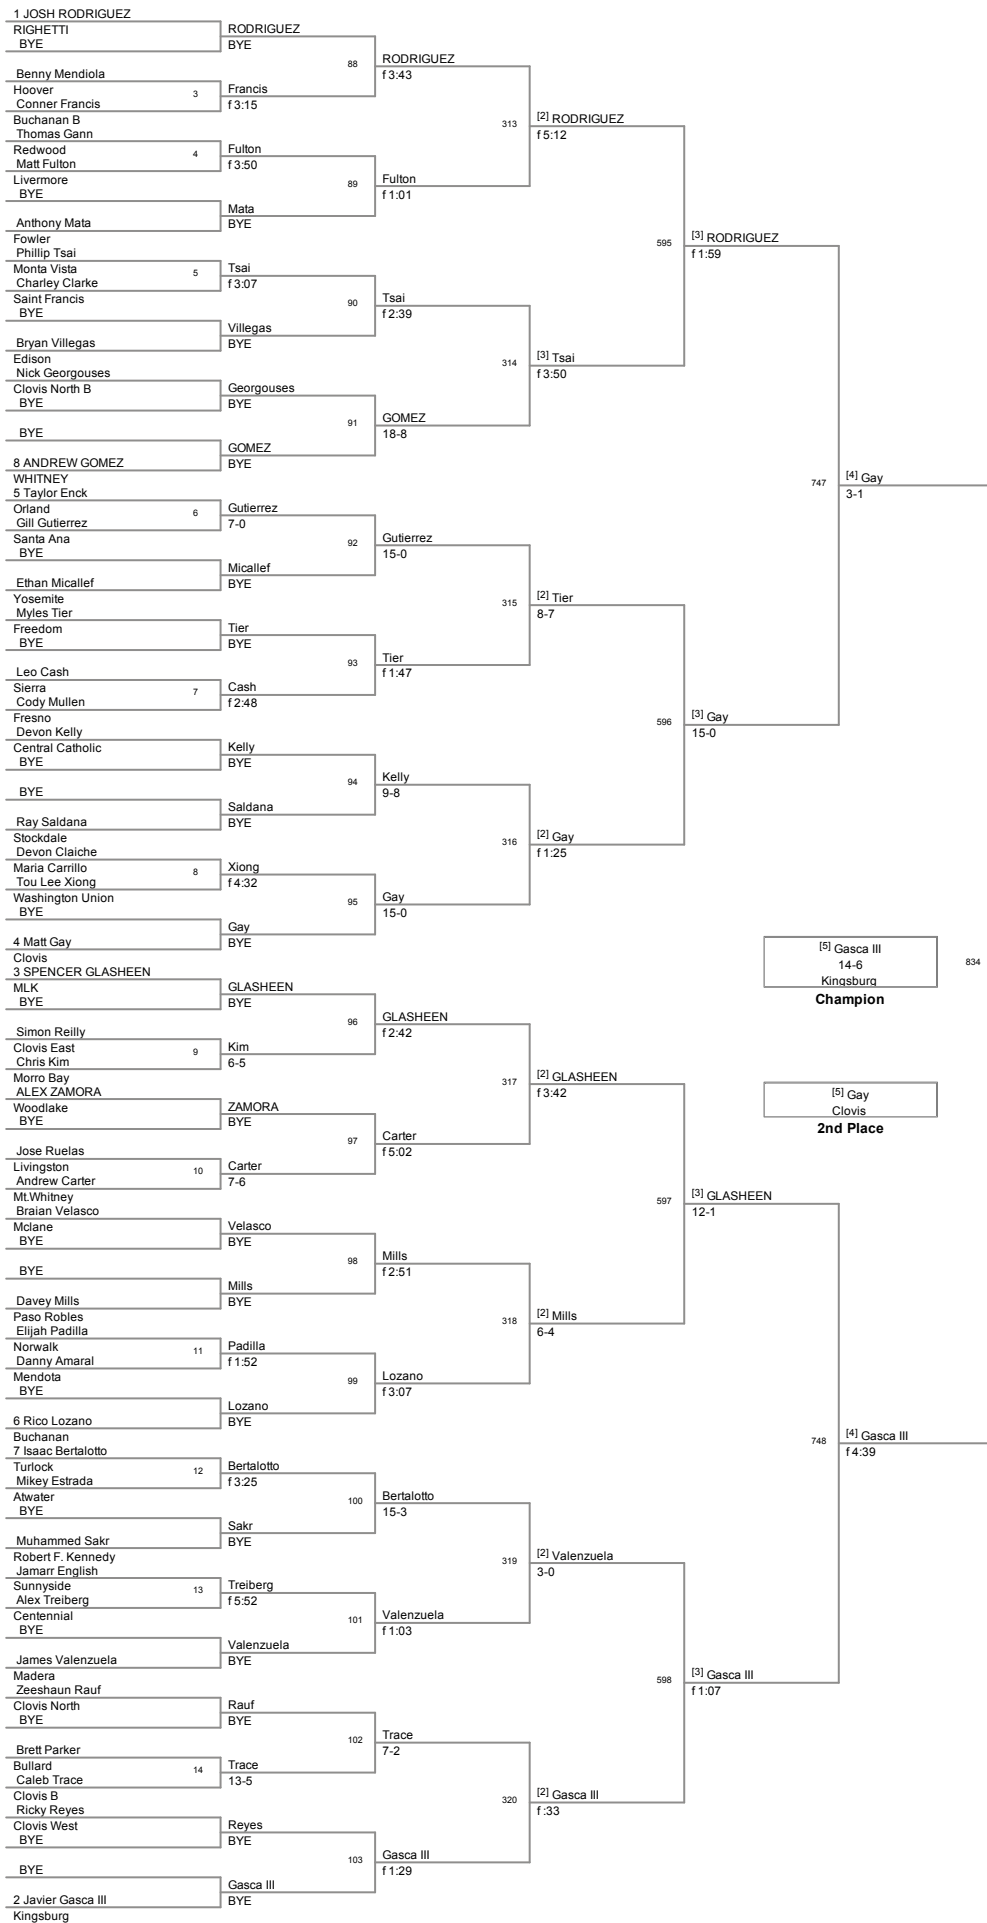 1 JOSH RODRIGUEZ
RIGHETTI
BYE
Benny Mendiola
Hoover
Conner Francis
Buchanan B
Thomas Gann
Redwood
Matt Fulton
Livermore
BYE
Anthony Mata
Fowler
Phillip Tsai
Monta Vista
Charley Clarke
Saint Francis
BYE
Bryan Villegas
Edison
Nick Georgouses
Clovis North B
BYE
BYE
8 ANDREW GOMEZ
WHITNEY
5 Taylor Enck
Orland
Gill Gutierrez
Santa Ana
BYE
Ethan Micallef
Yosemite
Myles Tier
Freedom
BYE
Leo Cash
Sierra
Cody Mullen
Fresno
Devon Kelly
Central Catholic
BYE
BYE
Ray Saldana
Stockdale
Devon Claiche
Maria Carrillo
Tou Lee Xiong
Washington Union
BYE
4 Matt Gay
Clovis
3 SPENCER GLASHEEN
MLK
BYE
Simon Reilly
Clovis East
Chris Kim
Morro Bay
ALEX ZAMORA
Woodlake
BYE
Jose Ruelas
Livingston
Andrew Carter
Mt.Whitney
Braian Velasco
Mclane
BYE
BYE
Davey Mills
Paso Robles
Elijah Padilla
Norwalk
Danny Amaral
Mendota
BYE
6 Rico Lozano
Buchanan
7 Isaac Bertalotto
Turlock
Mikey Estrada
Atwater
BYE
Muhammed Sakr
Robert F. Kennedy
Jamarr English
Sunnyside
Alex Treiberg
Centennial
BYE
James Valenzuela
Madera
Zeeshaun Rauf
Clovis North
BYE
Brett Parker
Bullard
Caleb Trace
Clovis B
Ricky Reyes
Clovis West
BYE
BYE
2 Javier Gasca III
Kingsburg
3
4
5
6
7
8
9
10
11
12
13
14
RODRIGUEZ
BYE
Francis
f 3:15
Fulton
f 3:50
Mata
BYE
Tsai
f 3:07
Villegas
BYE
Georgouses
BYE
GOMEZ
BYE
Gutierrez
7-0
Micallef
BYE
Tier
BYE
Cash
f 2:48
Kelly
BYE
Saldana
BYE
Xiong
f 4:32
Gay
BYE
GLASHEEN
BYE
Kim
6-5
ZAMORA
BYE
Carter
7-6
Velasco
BYE
Mills
BYE
Padilla
f 1:52
Lozano
BYE
Bertalotto
f 3:25
Sakr
BYE
Treiberg
f 5:52
Valenzuela
BYE
Rauf
BYE
Trace
13-5
Reyes
BYE
Gasca III
BYE
88
89
90
91
92
93
94
95
96
97
98
99
100
101
102
103
RODRIGUEZ
f 3:43
Fulton
f 1:01
Tsai
f 2:39
GOMEZ
18-8
Gutierrez
15-0
Tier
f 1:47
Kelly
9-8
Gay
15-0
GLASHEEN
f 2:42
Carter
f 5:02
Mills
f 2:51
Lozano
f 3:07
Bertalotto
15-3
Valenzuela
f 1:03
Trace
7-2
Gasca III
f 1:29
313
314
315
316
317
318
319
320
[2] RODRIGUEZ
f 5:12
[3] Tsai
f 3:50
[2] Tier
8-7
[2] Gay
f 1:25
[2] GLASHEEN
f 3:42
[2] Mills
6-4
[2] Valenzuela
3-0
[2] Gasca III
f :33
595
596
597
598
[3] RODRIGUEZ
f 1:59
[3] Gay
15-0
[3] GLASHEEN
12-1
[3] Gasca III
f 1:07
747
748
[4] Gay
3-1
[4] Gasca III
f 4:39
[5] Gasca III
14-6
Kingsburg
Champion
834
[5] Gay
Clovis
2nd Place